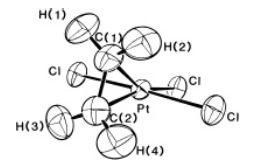 H(1)
C(1)
H(2)
Cl
Cl
Pt
Cl
C(2)
H(3)
H(4)